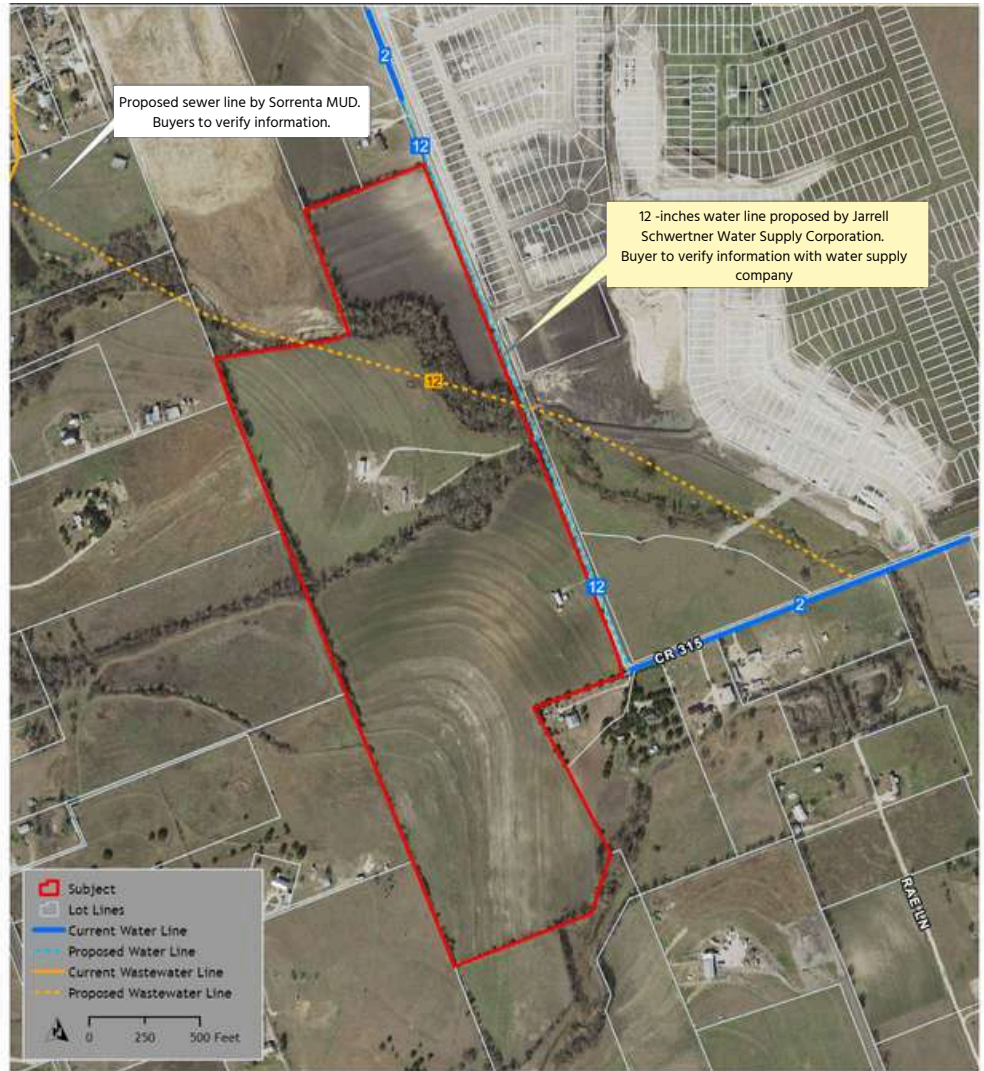 2
Proposed sewer line by Sorrenta MUD.
Buyers to verify information.
12
12 -inches water line proposed by Jarrell
Schwertner Water Supply Corporation.
Buyer to verify information with water supply
company
12
12
2
CR 315
RAE LN
Subject
Lot Lines
Current Water Line
Proposed Water Line
Current Wastewater Line
Proposed Wastewater Line
0 250 500 Feet